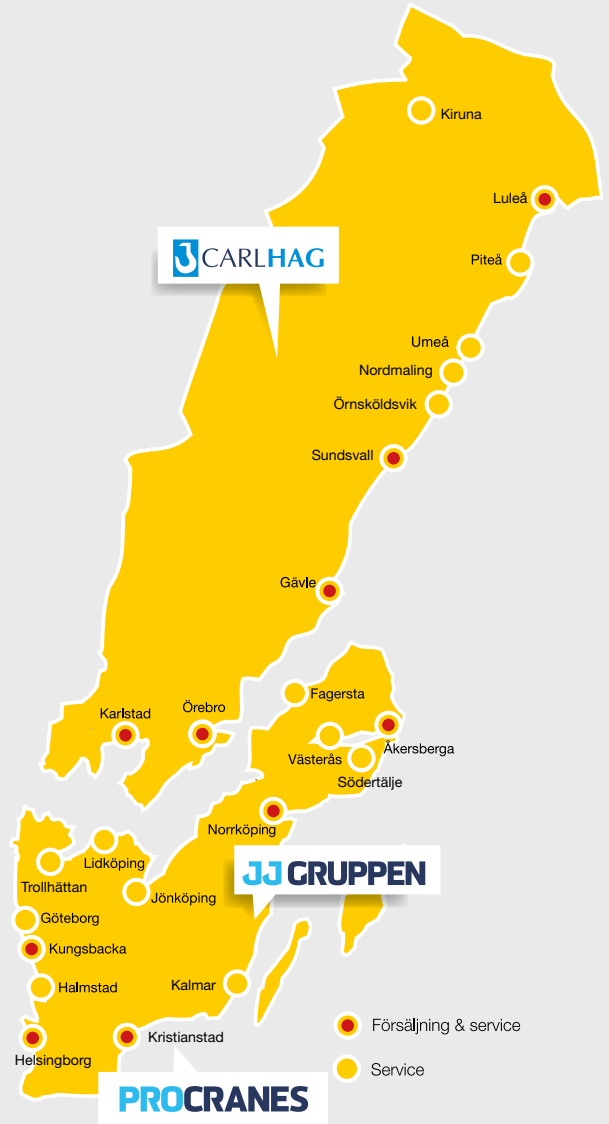 Kiruna
Luleå
CARLHAG
Piteå
Umeå
Nordmaling
Örnsköldsvik
Sundsvall
Gävle
Fagersta
Karlstad
Örebro
Åkersberga
Västerås
Södertälje
Norrköping
Lidköping
JJ GRUPPEN
Trollhättan
Jönköping
Göteborg
Kungsbacka
Halmstad
Kalmar
Försäljning & service
Kristianstad
Helsingborg
Service
PROCRANES